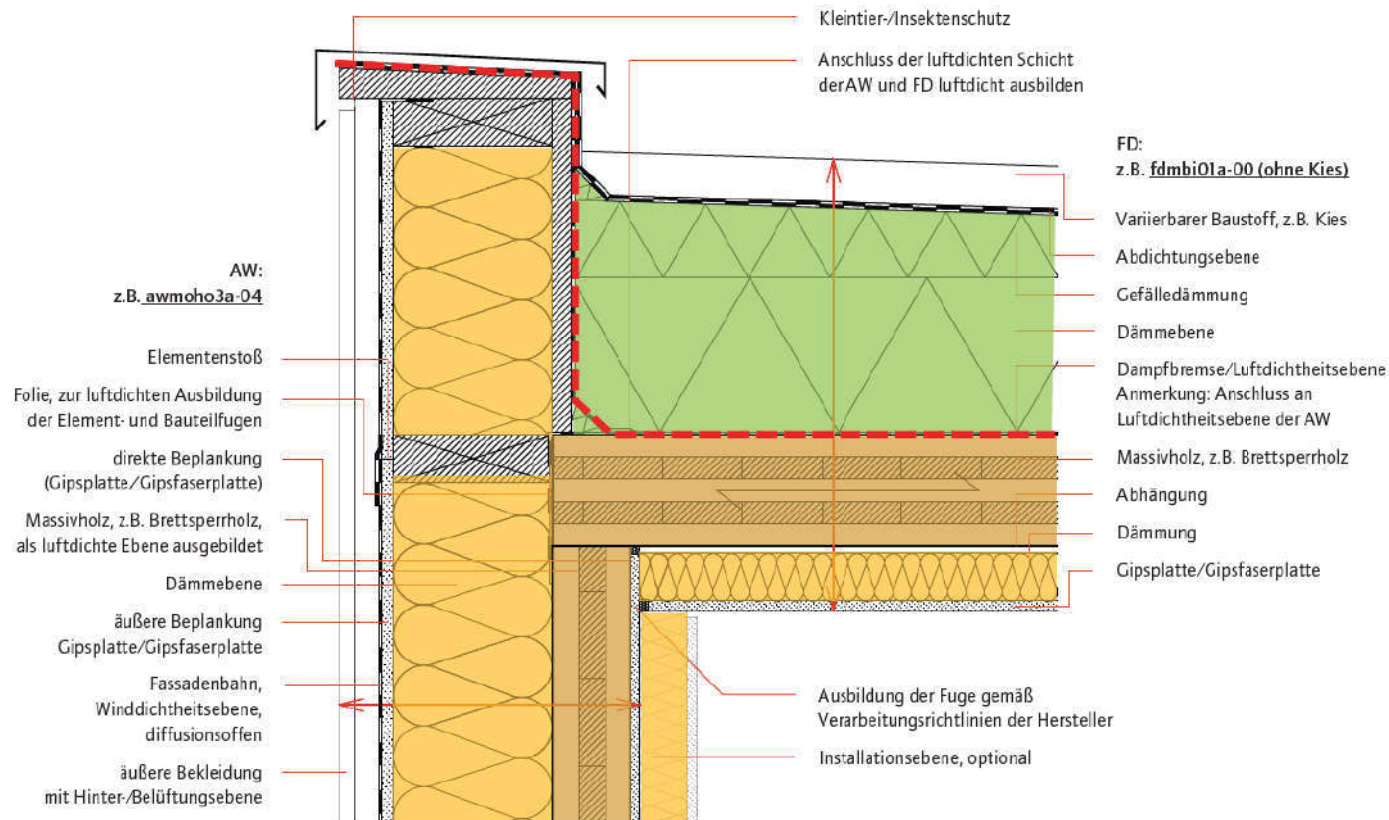 Kleintier-/Insektenschutz
Anschluss der luftdichten Schicht
derAW und FD luftdicht ausbilden
FD:
z.B. fdmbi01a-00 (ohne Kies)
Variierbarer Baustoff, z.B. Kies
Abdichtungsebene
Gefälledämmung
Dämmebene
Dampfbremse/Luftdichtheitsebene
Anmerkung: Anschluss an
Luftdichtheitsebene der AW
Massivholz, z.B. Brettsperrholz
Abhängung
Dämmung
Gipsplatte/Gipsfaserplatte
AW:
z.B. awmoho3a-04
Elementenstoß
Folie, zur luftdichten Ausbildung
der Element- und Bauteilfugen
direkte Beplankung
(Gipsplatte/Gipsfaserplatte)
Massivholz, z.B. Brettsperrholz,
als luftdichte Ebene ausgebildet
Dämmebene
äußere Beplankung
Gipsplatte/Gipsfaserplatte
Fassadenbahn,
Winddichtheitsebene,
diffusionsoffen
äußere Bekleidung
mit Hinter-/Belüftungsebene
Ausbildung der Fuge gemäß
Verarbeitungsrichtlinien der Hersteller
Installationsebene, optional